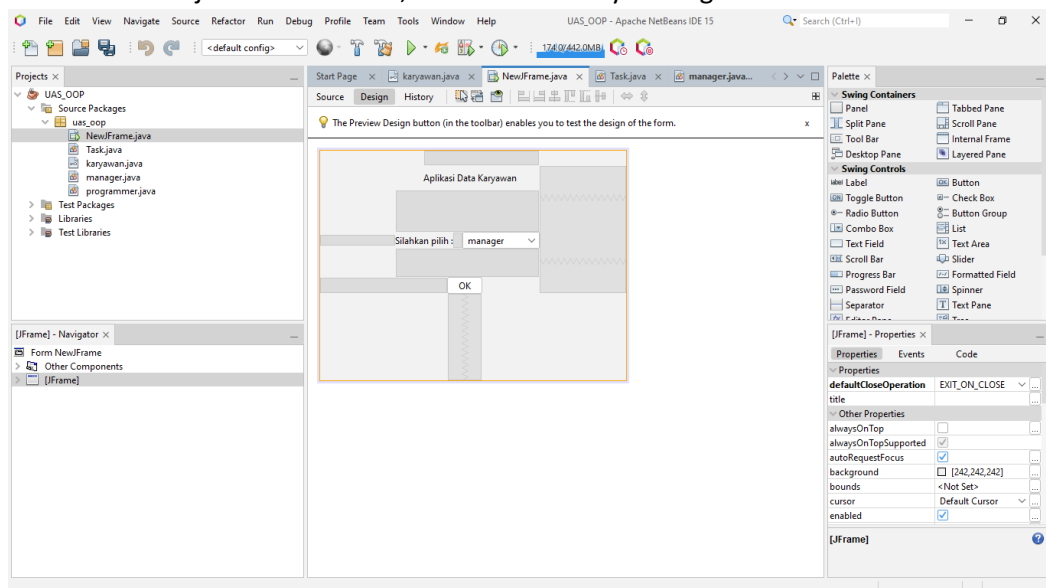 File Edit View Navigate Source Refactor Run Debug Profile Team Tools Window Help UAS_OOP - Apache NetBeans IDE 15 Search (Ctrl+I)
<default config> 174.0/442.0MB
Projects
UAS_OOP
Source Packages
uas_oop
NewJFrame.java
Task.java
karyawan.java
manager.java
programmer.java
Test Packages
Libraries
Test Libraries
[JFrame] - Navigator
Form NewJFrame
Other Components
[JFrame]
Start Page karyawan.java NewJFrame.java Task.java manager.java...
Source Design History
The Preview Design button (in the toolbar) enables you to test the design of the form. x
Aplikasi Data Karyawan
Silahkan pilih : manager
OK
Palette
Swing Containers
Panel Tabbed Pane
Split Pane Scroll Pane
Tool Bar Internal Frame
Desktop Pane Layered Pane
Swing Controls
label Label OK Button
ON Toggle Button Check Box
Radio Button Button Group
Combo Box List
Text Field Text Area
Scroll Bar Slider
Progress Bar Formatted Field
Password Field Spinner
Separator Text Pane
Editor Pane Tree
[JFrame] - Properties
Properties Events Code
Properties
defaultCloseOperation EXIT_ON_CLOSE ...
title ...
Other Properties
alwaysOnTop ...
alwaysOnTopSupported
autoRequestFocus ...
background [242,242,242] ...
bounds <Not Set> ...
cursor Default Cursor ...
enabled ...
[JFrame]